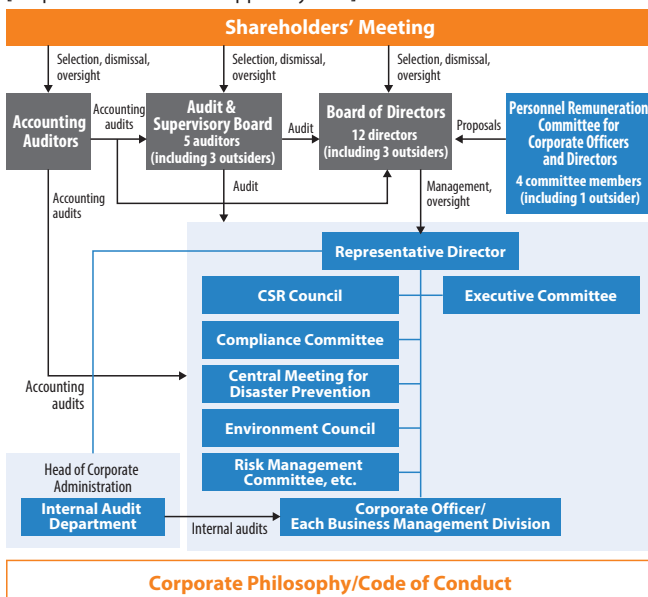 Shareholders’ Meeting
Selection, dismissal,
oversight
Selection, dismissal,
oversight
Selection, dismissal,
oversight
Accounting
Auditors
Accounting
audits
Audit &
Supervisory Board
5 auditors
(including 3 outsiders)
Audit
Board of Directors
12 directors
(including 3 outsiders)
Proposals
Personnel Remuneration
Committee for
Corporate Officers
and Directors
4 committee members
(including 1 outsider)
Accounting
audits
Audit
Management,
oversight
Representative Director
CSR Council
Executive Committee
Compliance Committee
Central Meeting for
Disaster Prevention
Accounting
audits
Environment Council
Risk Management
Committee, etc.
Head of Corporate
Administration
Internal Audit
Department
Internal audits
Corporate Officer/
Each Business Management Division
Corporate Philosophy/Code of Conduct